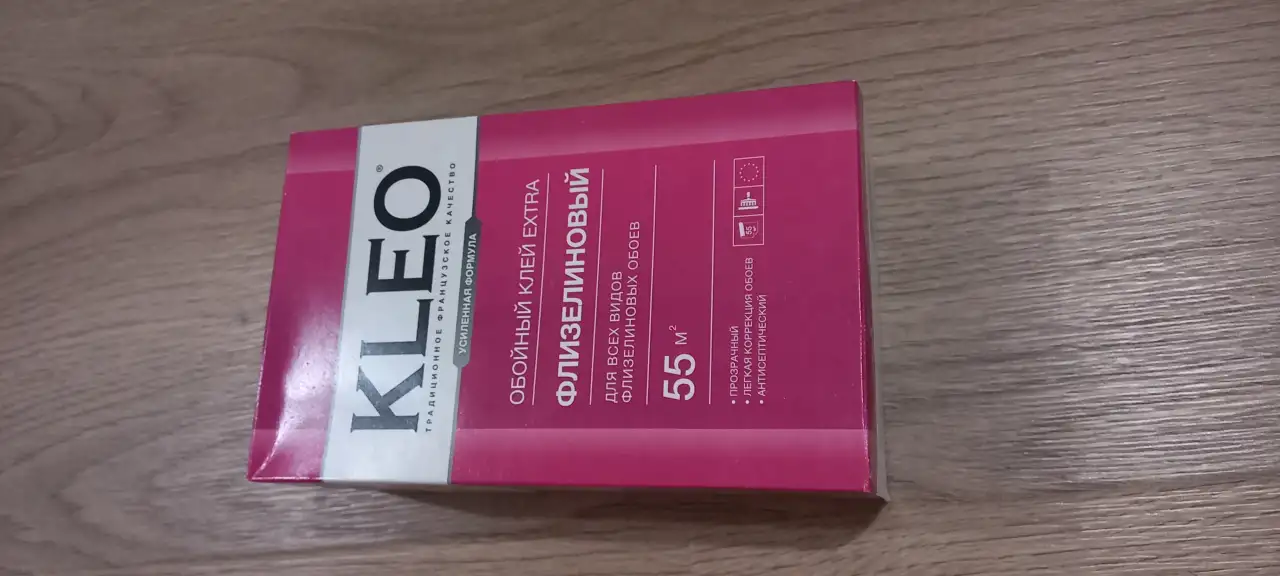 KLEO®
ТРАДИЦИОННОЕ ФРАНЦУЗСКОЕ КАЧЕСТВО
УСИЛЕННАЯ ФОРМУЛА
ОБОЙНЫЙ КЛЕЙ EXTRA
ФЛИЗЕЛИНОВЫЙ
ДЛЯ ВСЕХ ВИДОВ
ФЛИЗЕЛИНОВЫХ ОБОЕВ
55 м²
• ПРОЗРАЧНЫЙ
• ЛЕГКАЯ КОРРЕКЦИЯ ОБОЕВ
• АНТИСЕПТИЧЕСКИЙ
55